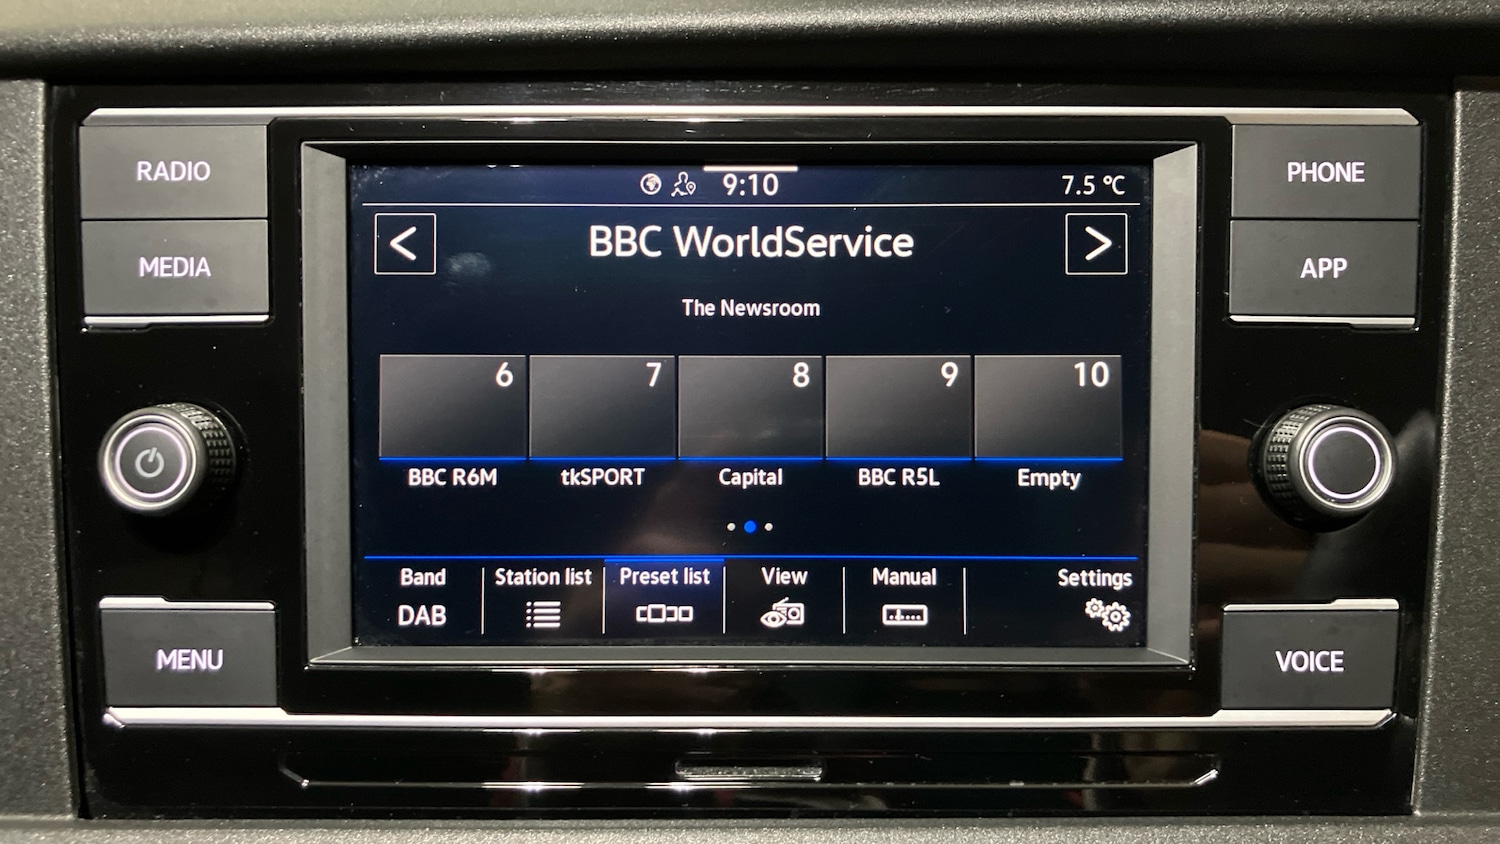 RADIO
MEDIA
MENU
9:10
7.5 °C
<
BBC WorldService
>
The Newsroom
6
7
8
9
10
BBC R6M
tkSPORT
Capital
BBC R5L
Empty
Band
Station list
Preset list
View
Manual
Settings
DAB
PHONE
APP
VOICE